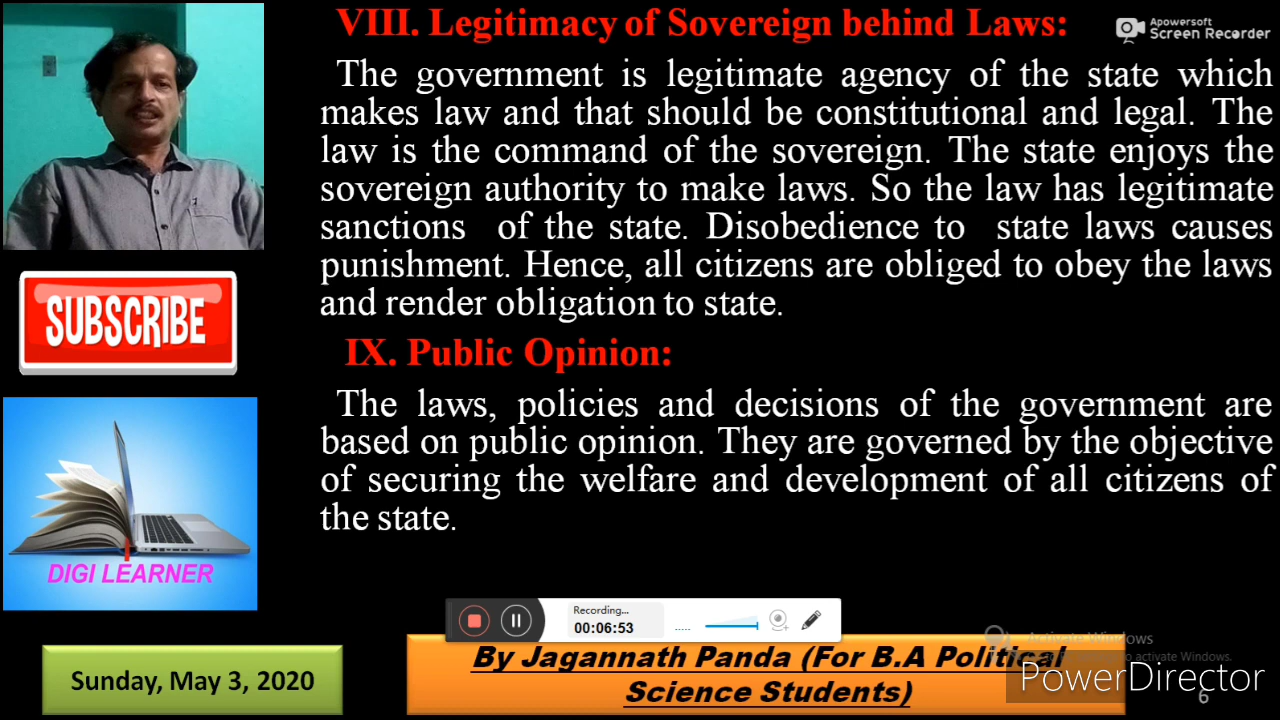 VIII. Legitimacy of Sovereign behind Laws:
Apowersoft
Screen Recorder
The government is legitimate agency of the state which
makes law and that should be constitutional and legal. The
law is the command of the sovereign. The state enjoys the
sovereign authority to make laws. So the law has legitimate
sanctions of the state. Disobedience to state laws causes
punishment. Hence, all citizens are obliged to obey the laws
and render obligation to state.
SUBSCRIBE
IX. Public Opinion:
The laws, policies and decisions of the government are
based on public opinion. They are governed by the objective
of securing the welfare and development of all citizens of
the state.
DIGI LEARNER
Recording...
00:06:53
Sunday, May 3, 2020
By Jagannath Panda (For B.A Political
Science Students)
Activate Windows
to activate Windows.
PowerDirector
6